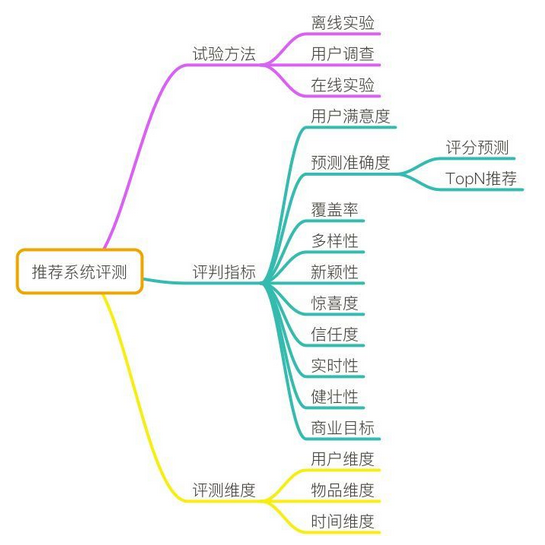 推荐系统评测
试验方法
离线实验
用户调查
在线实验
评判指标
用户满意度
预测准确度
评分预测
TopN推荐
覆盖率
多样性
新颖性
惊喜度
信任度
实时性
健壮性
商业目标
评测维度
用户维度
物品维度
时间维度